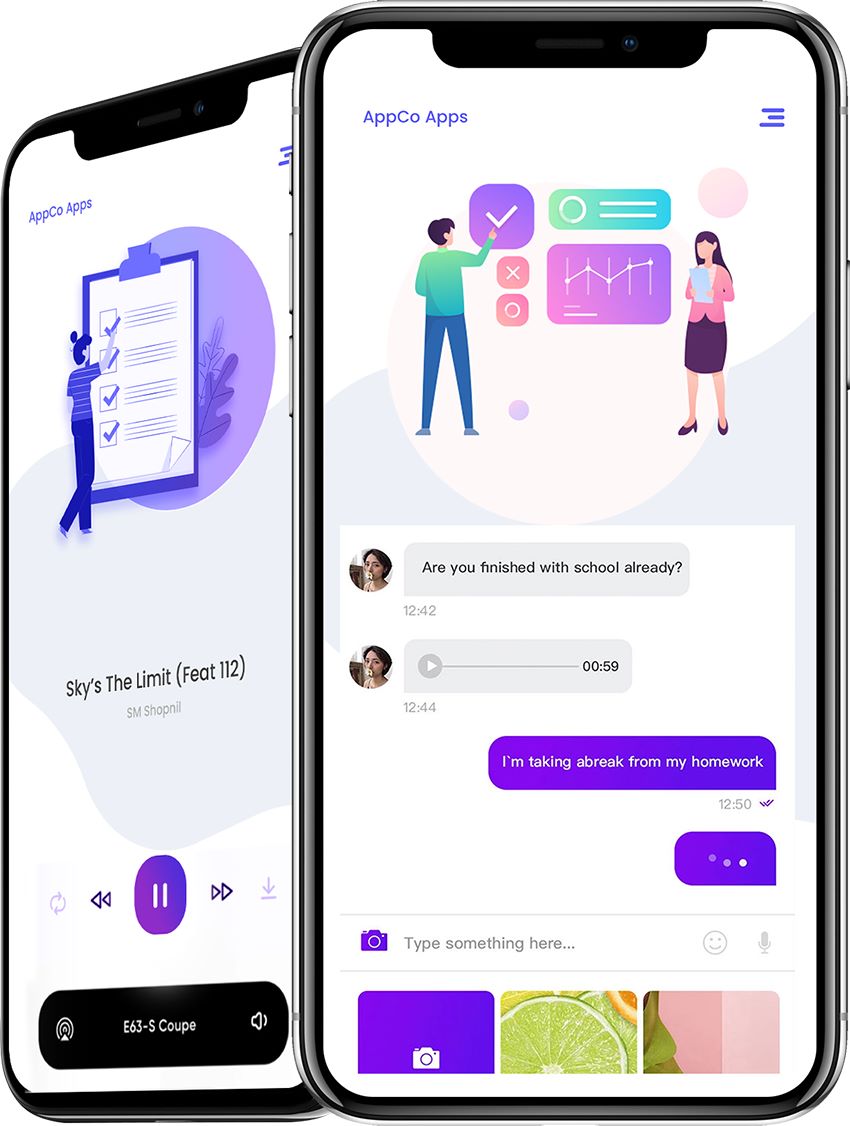 AppCo Apps
Sky's The Limit (Feat 112)
SM Shopnil
E63-S Coupe
AppCo Apps
Are you finished with school already?
12:42
00:59
12:44
I`m taking abreak from my homework
12:50
Type something here...